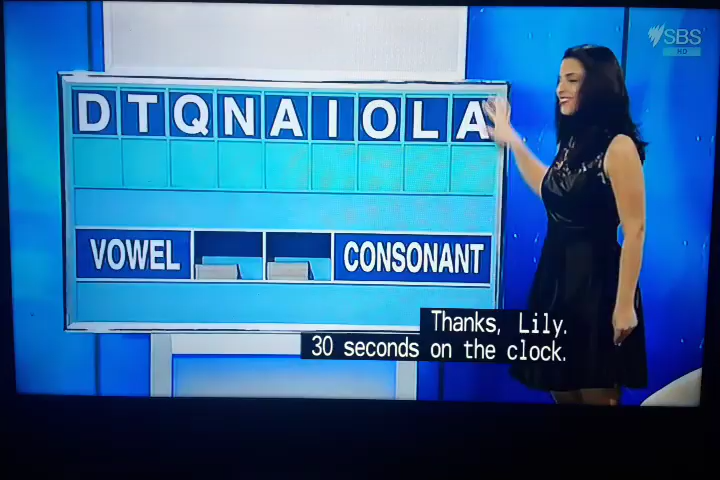 SBS
HD
DTQNAIOLA
VOWEL CONSONANT
Thanks, Lily.
30 seconds on the clock.